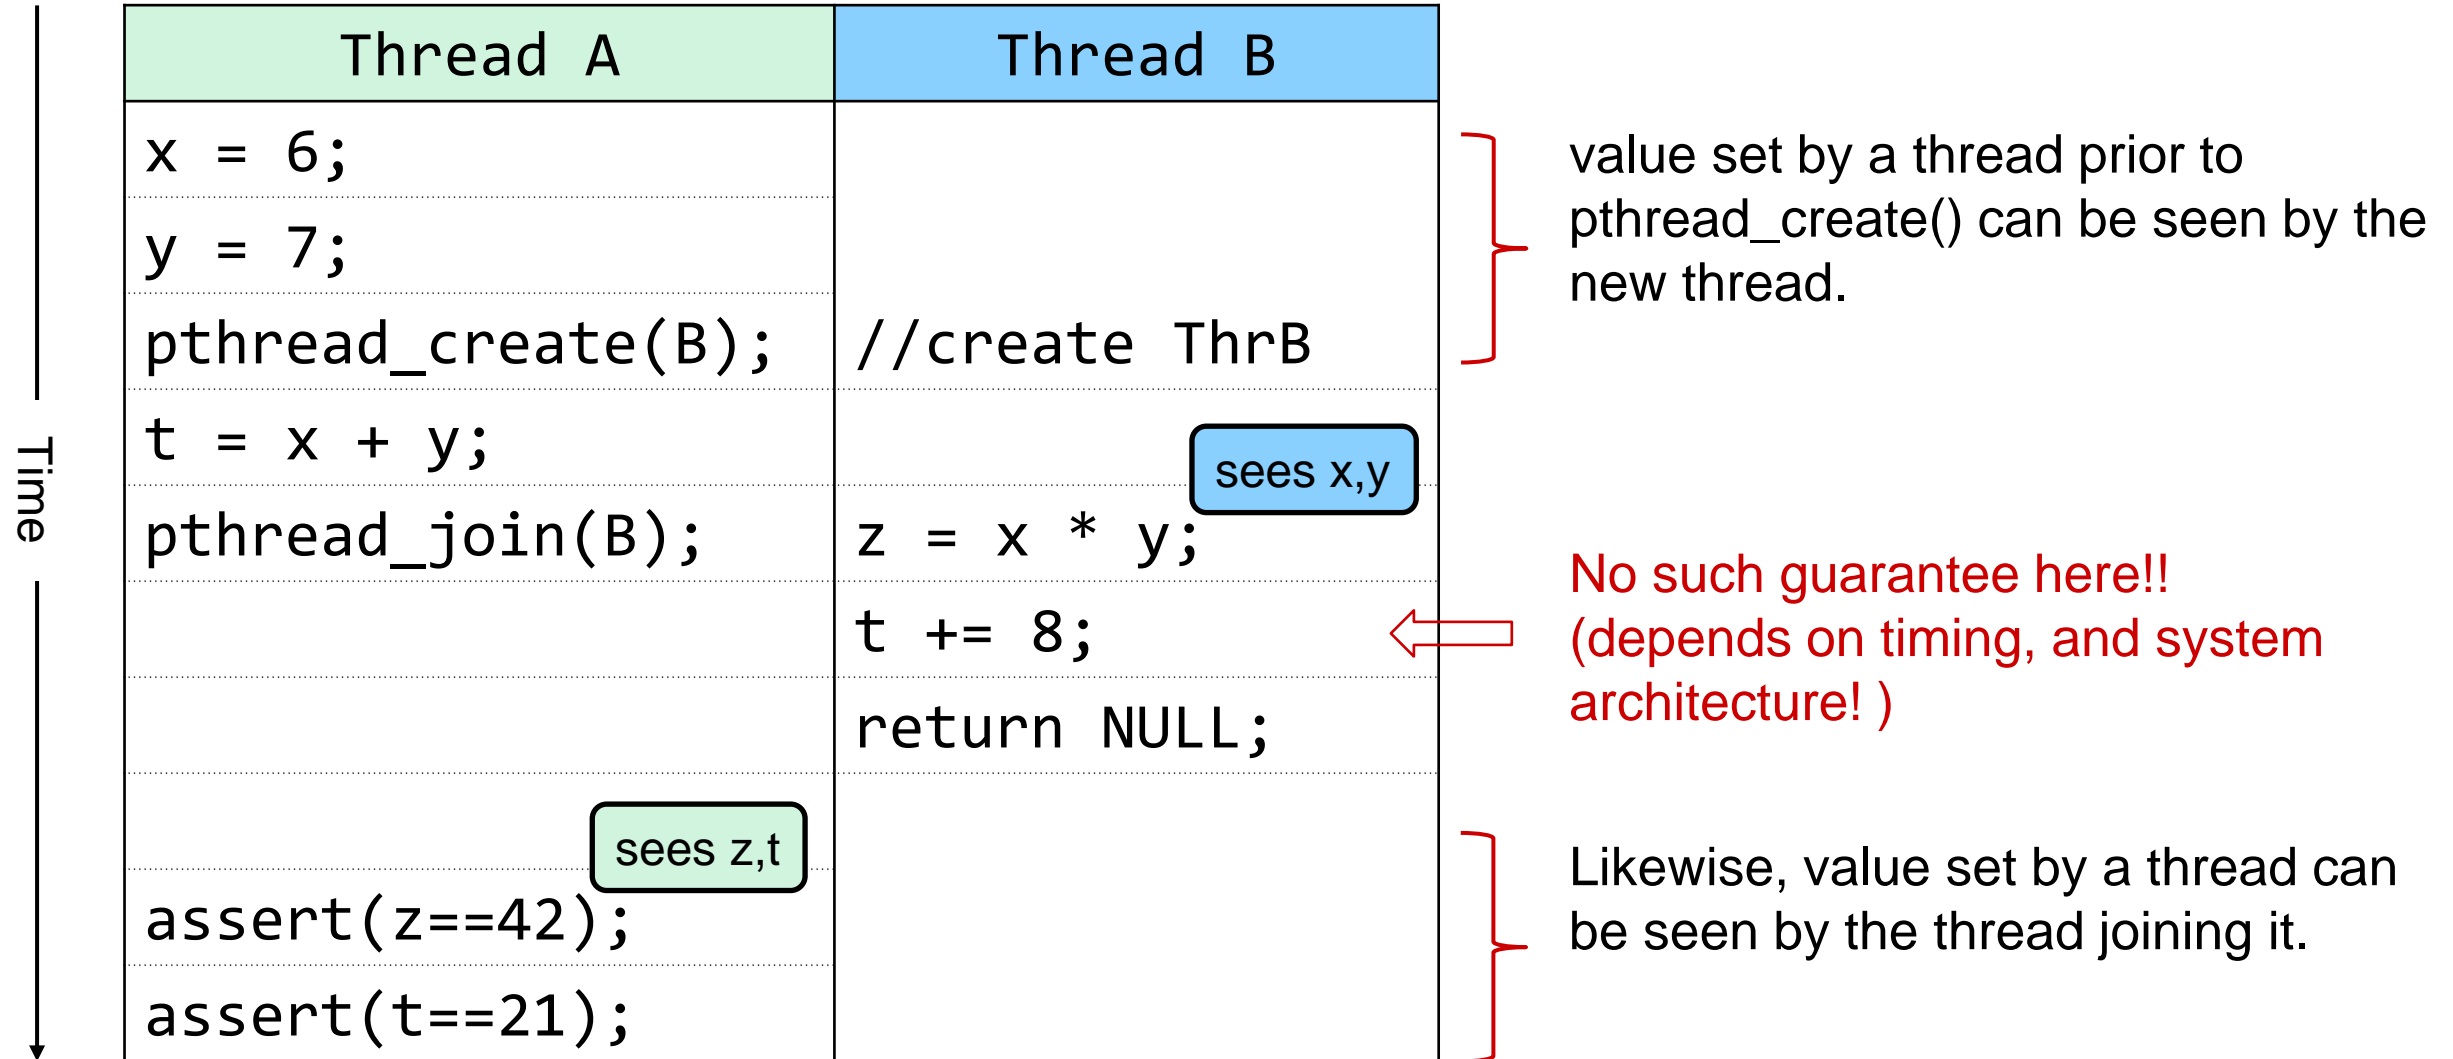 Thread A Thread B
x = 6;
y = 7;
pthread_create(B); //create ThrB
value set by a thread prior to
pthread_create() can be seen by the
new thread.
t = x + y;
sees x,y
pthread_join(B); z = x * y;
Time
t += 8;
No such guarantee here!!
(depends on timing, and system
architecture! )
return NULL;
sees z,t
assert(z==42);
assert(t==21);
Likewise, value set by a thread can
be seen by the thread joining it.